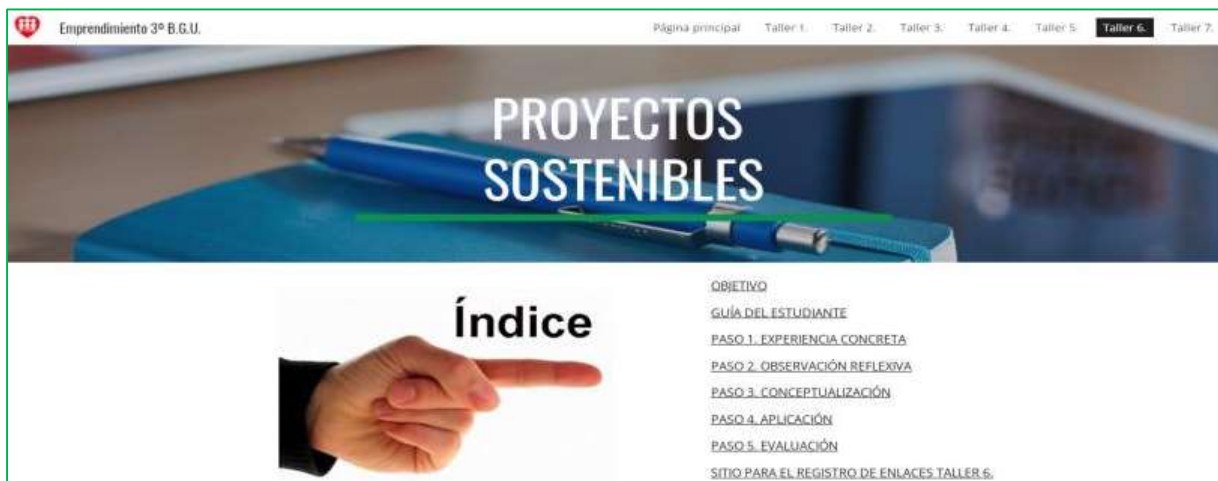 Emprendimiento 3º B.G.U.
Página principal Taller 1. Taller 2. Taller 3. Taller 4. Taller 5. Taller 6. Taller 7.
PROYECTOS
SOSTENIBLES
Índice
OBJETIVO
GUÍA DEL ESTUDIANTE
PASO 1. EXPERIENCIA CONCRETA
PASO 2. OBSERVACIÓN REFLEXIVA
PASO 3. CONCEPTUALIZACIÓN
PASO 4. APLICACIÓN
PASO 5. EVALUACIÓN
SITIO PARA EL REGISTRO DE ENLACES TALLER 6.